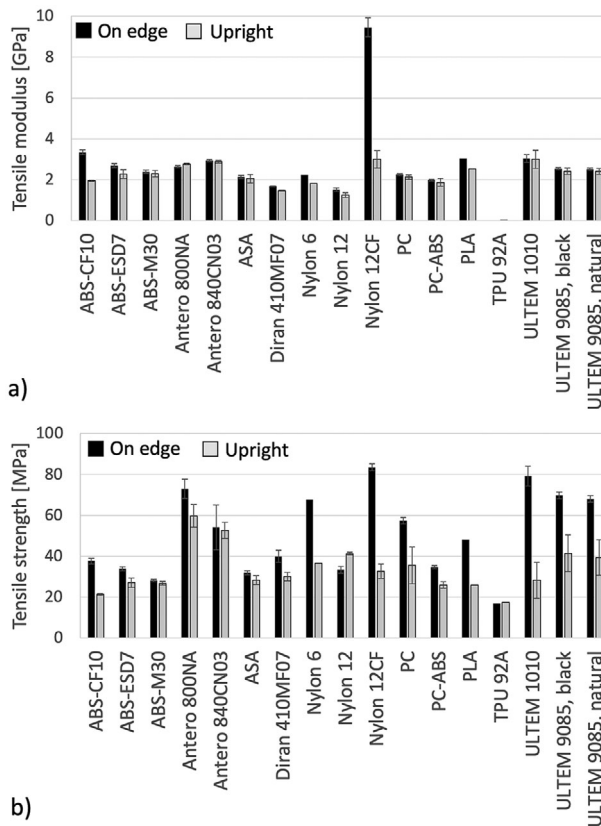 On edge Upright
Tensile modulus [GPa]
10
8
6
4
2
0
ABS-CF10
ABS-ESD7
ABS-M30
Antero 800NA
Antero 840CN03
ASA
Diran 410MF07
Nylon 6
Nylon 12
Nylon 12CF
PC
PC-ABS
PLA
TPU 92A
ULTEM 1010
ULTEM 9085, black
ULTEM 9085, natural
a)
On edge Upright
Tensile strength [MPa]
100
80
60
40
20
0
ABS-CF10
ABS-ESD7
ABS-M30
Antero 800NA
Antero 840CN03
ASA
Diran 410MF07
Nylon 6
Nylon 12
Nylon 12CF
PC
PC-ABS
PLA
TPU 92A
ULTEM 1010
ULTEM 9085, black
ULTEM 9085, natural
b)